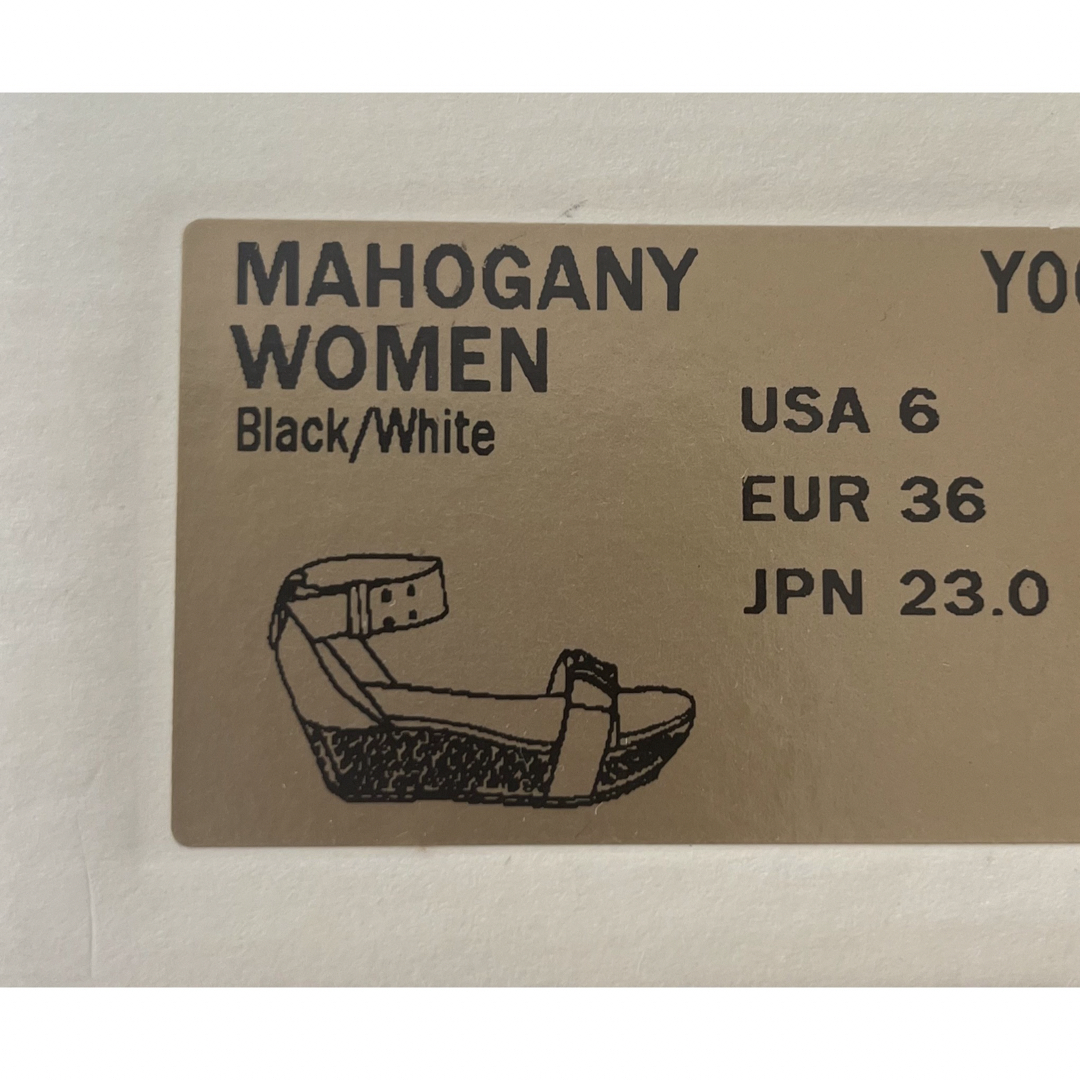 MAHOGANY
WOMEN
Black/White
USA 6
EUR 36
JPN 23.0